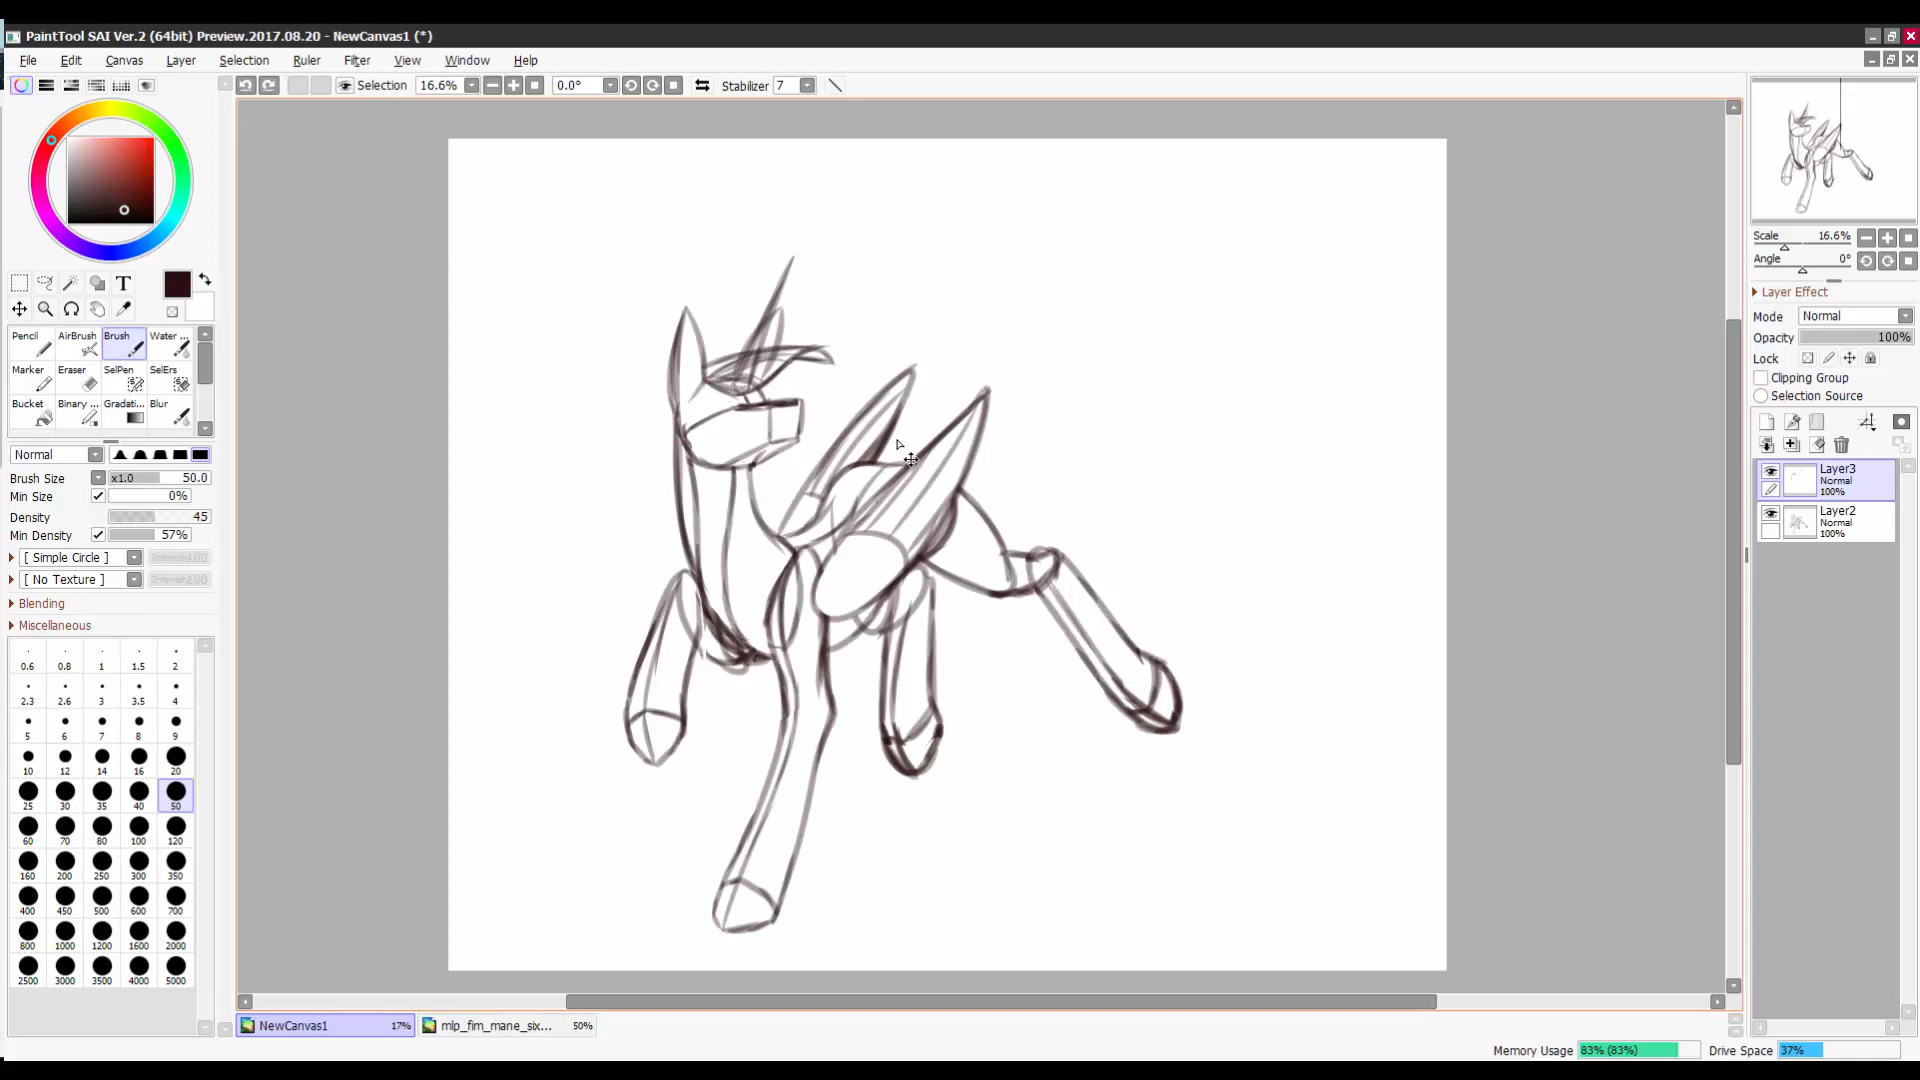 PaintTool SAI Ver.2 (64bit) Preview.2017.08.20 - NewCanvas1 (*)
File Edit Canvas Layer Selection Ruler Filter View Window Help
Selection 16.6% 0.0° Stabilizer 7
Scale 16.6%
Angle 0°
Layer Effect
Mode Normal
Opacity 100%
Lock
Clipping Group
Selection Source
T
Pencil AirBrush Brush Water ...
Marker Eraser SelPen SelErs
Bucket Binary ... Gradati... Blur
Normal
Brush Size x1.0 50.0
Min Size 0%
Density 45
Min Density 57%
[ Simple Circle ]
[ No Texture ]
Blending
Miscellaneous
0.6 0.8 1 1.5 2
2.3 2.6 3 3.5 4
5 6 7 8 9
10 12 14 16 20
25 30 35 40 50
60 70 80 100 120
160 200 250 300 350
400 450 500 600 700
800 1000 1200 1600 2000
2500 3000 3500 4000 5000
Layer3
Normal
100%
Layer2
Normal
100%
NewCanvas1 17% mlp_fim_mane_six... 50%
Memory Usage 83% (83%) Drive Space 37%